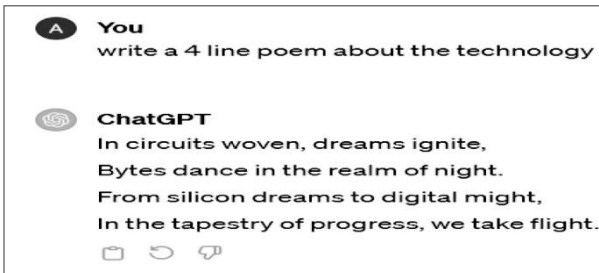 A You
write a 4 line poem about the technology
ChatGPT
In circuits woven, dreams ignite,
Bytes dance in the realm of night.
From silicon dreams to digital might,
In the tapestry of progress, we take flight.